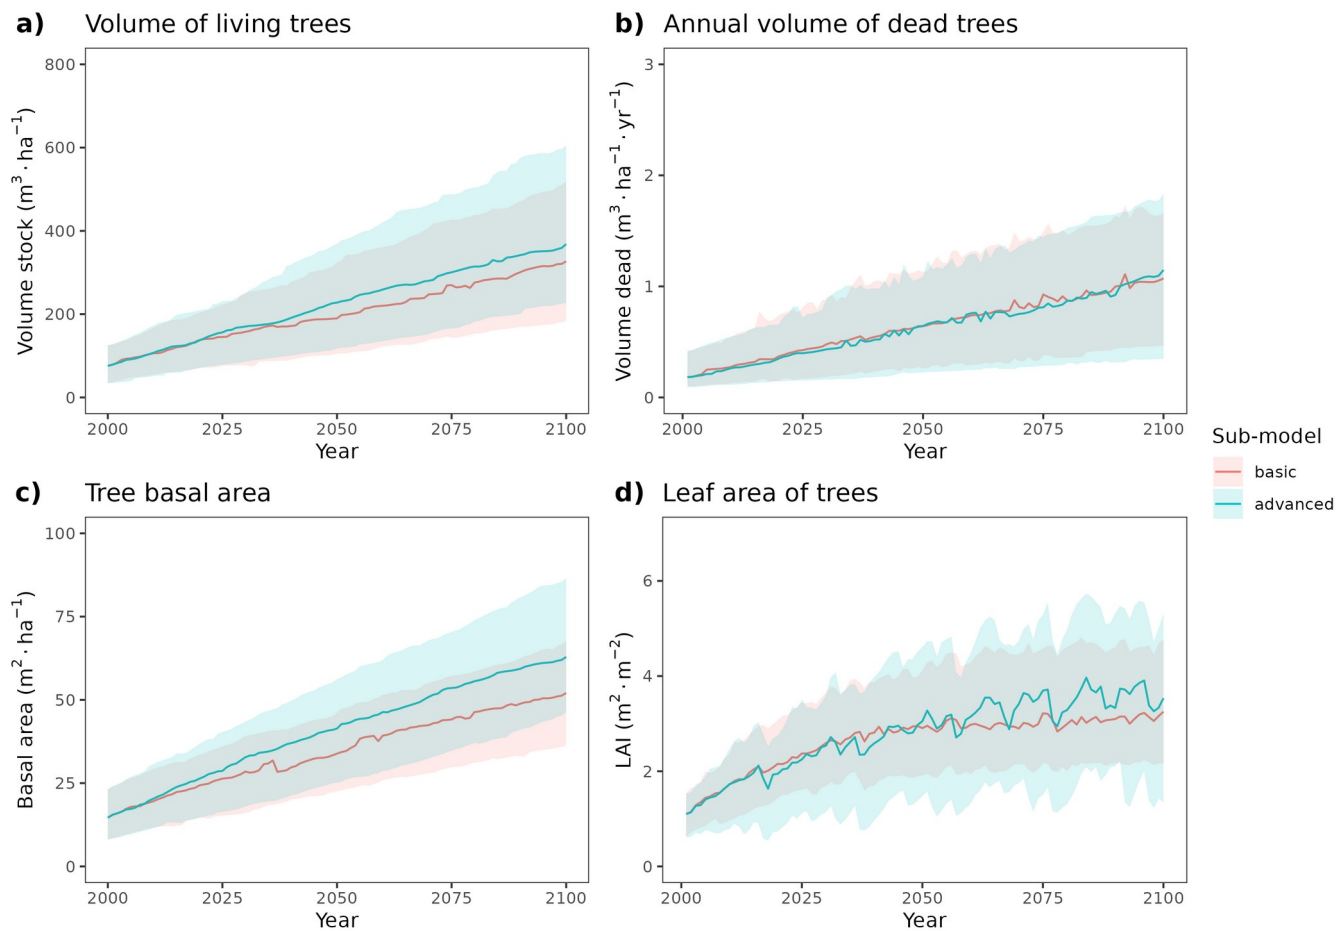 a) Volume of living trees
Volume stock (m³·ha⁻¹)
800
600
400
200
0
2000 2025 2050 2075 2100
Year
b) Annual volume of dead trees
Volume dead (m³·ha⁻¹·yr⁻¹)
3
2
1
0
2000 2025 2050 2075 2100
Year
c) Tree basal area
Basal area (m²·ha⁻¹)
100
75
50
25
0
2000 2025 2050 2075 2100
Year
d) Leaf area of trees
LAI (m²·m⁻²)
6
4
2
0
2000 2025 2050 2075 2100
Year
Sub-model
basic
advanced